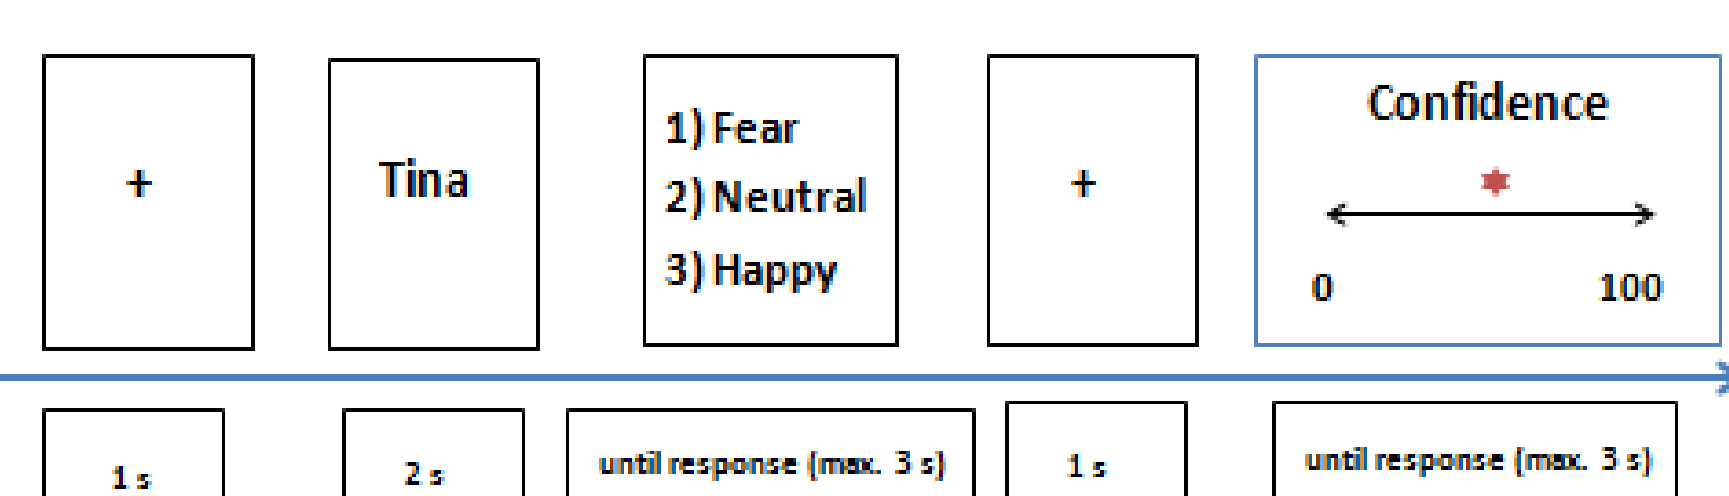 +
Tina
1) Fear
2) Neutral
3) Happy
+
Confidence
0
100
1 s
2 s
until response (max. 3 s)
1 s
until response (max. 3 s)